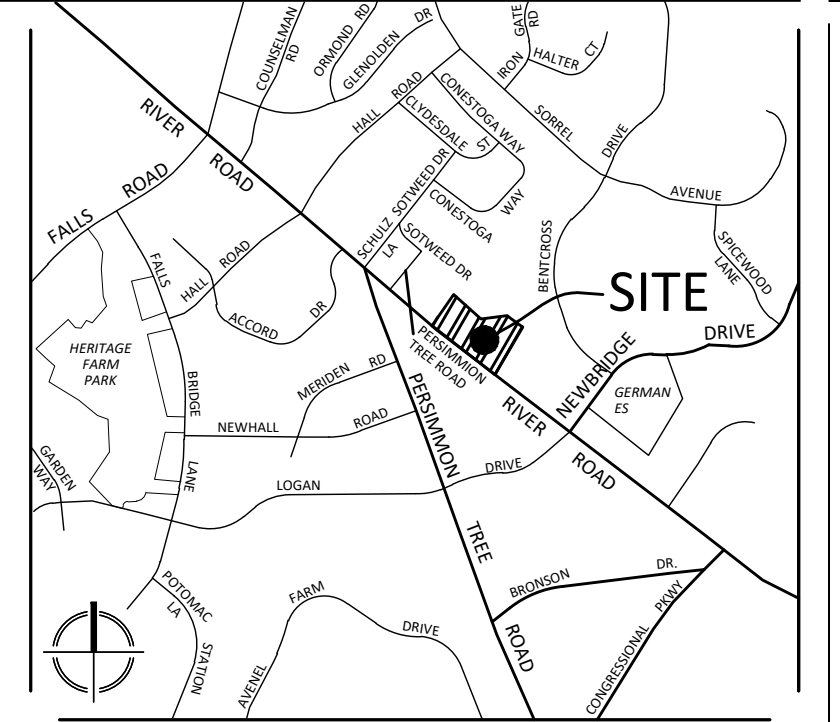 COUNSELMAN
RD
ORMOND RD
GLENOLDEN DR
IRON GATE
RD
HALTER CT
RIVER ROAD
HALL ROAD
CLYDESDALE ST
CONESTOGA WAY
SORREL
DRIVE
AVENUE
FALLS ROAD
SCHULZ
LA
SOTWEED DR
CONESTOGA
WAY
SOTWEED DR
BENTCROSS
SPICEWOOD
LANE
FALLS
HALL ROAD
ACCORD DR
SITE
DRIVE
HERITAGE
FARM
PARK
PERSIMMION
TREE ROAD
NEWBRIDGE
GERMAN
ES
MERIDEN RD
BRIDGE
PERSIMMON
RIVER
ROAD
NEWHALL ROAD
GARDEN
WAY
LANE
LOGAN DRIVE
TREE
BRONSON DR.
POTOMAC
LA
STATION
FARM
DRIVE
AVENEL
ROAD
CONGRESSIONAL PKWY